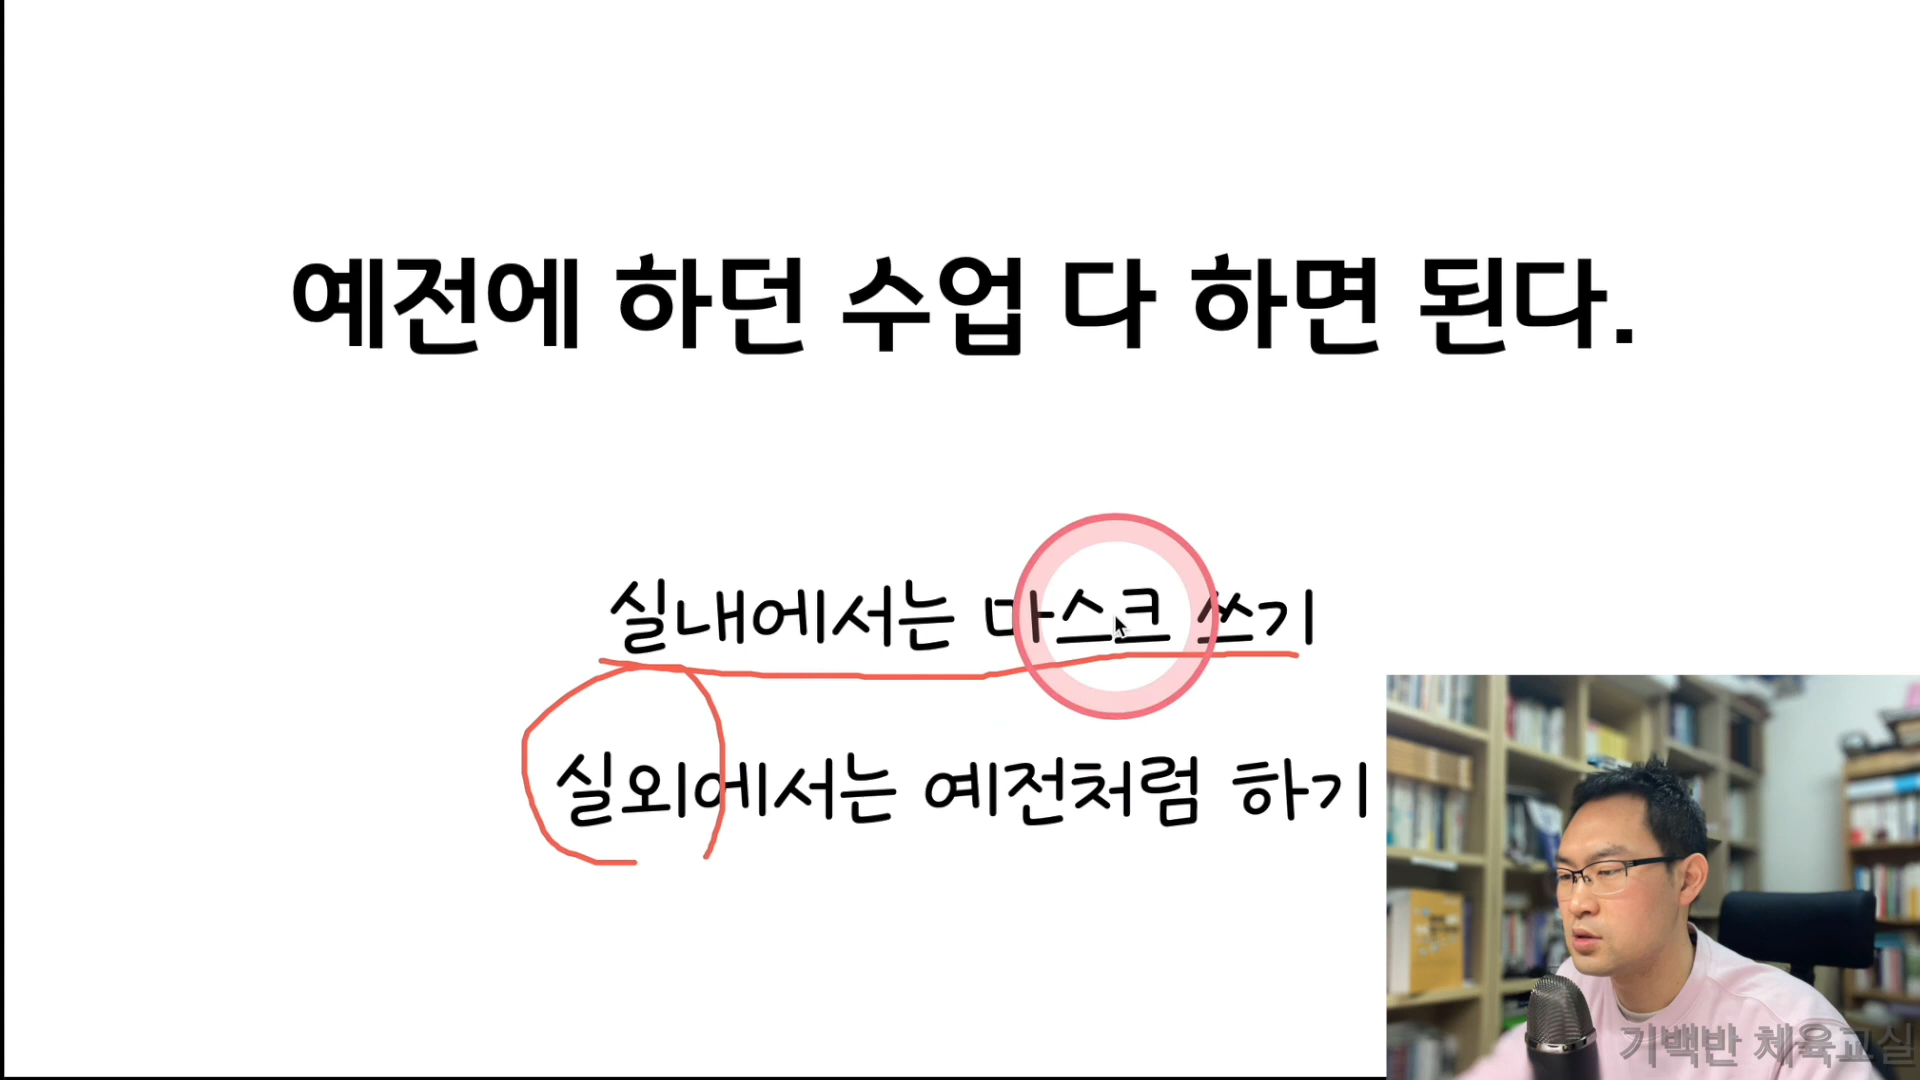 예전에 하던 수업 다 하면 된다.
실내에서는 마스크 쓰기
실외에서는 예전처럼 하기
기백반 체육교실